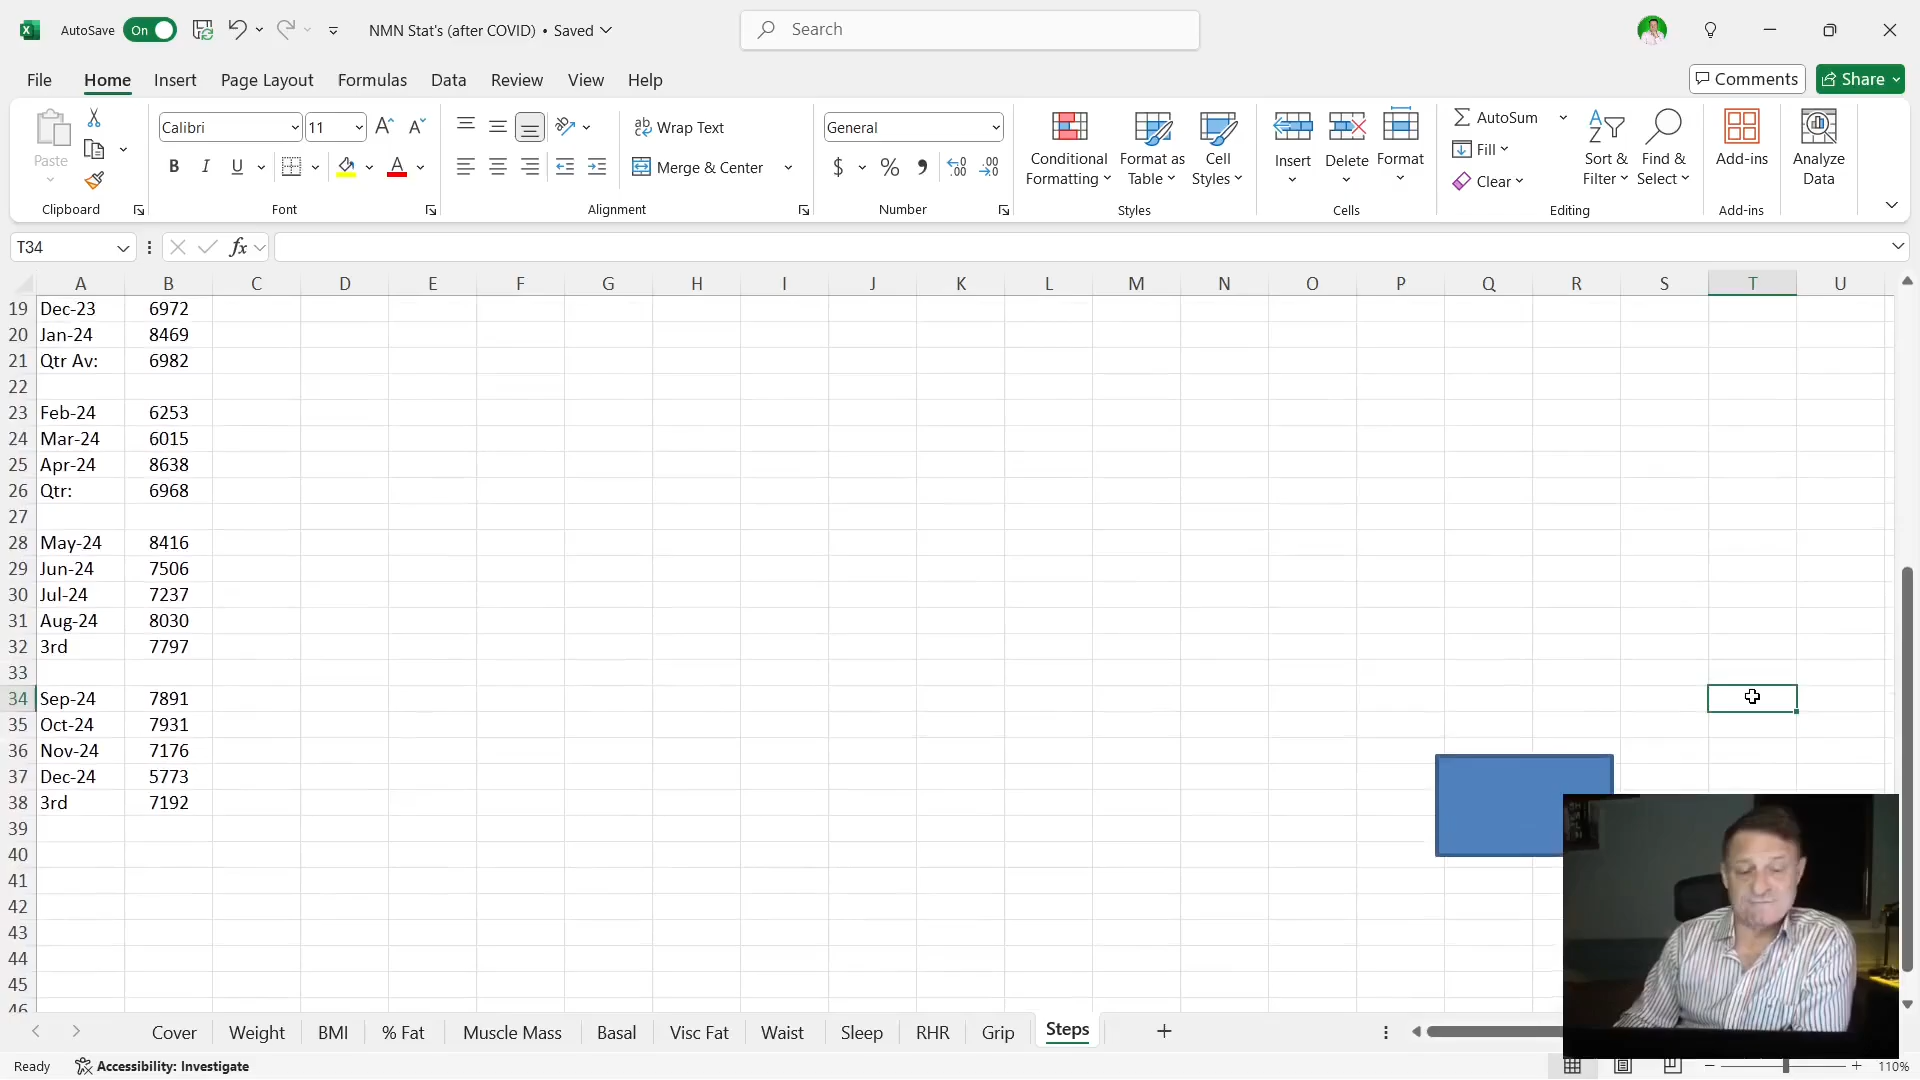 AutoSave On NMN Stat's (after COVID) • Saved Search
File Home Insert Page Layout Formulas Data Review View Help Comments Share
Paste
Clipboard
Calibri 11
B I U A
Font
Wrap Text
Merge & Center
Alignment
General
$ %
Number
Conditional Formatting
Format as Table
Cell Styles
Styles
Insert Delete Format
Cells
AutoSum
Fill
Clear
Sort & Filter
Find & Select
Editing
Add-ins
Add-ins
Analyze Data
T34 fx
A B C D E F G H I J K L M N O P Q R S T U
19 Dec-23 6972
20 Jan-24 8469
21 Qtr Av: 6982
22
23 Feb-24 6253
24 Mar-24 6015
25 Apr-24 8638
26 Qtr: 6968
27
28 May-24 8416
29 Jun-24 7506
30 Jul-24 7237
31 Aug-24 8030
32 3rd 7797
33
34 Sep-24 7891
35 Oct-24 7931
36 Nov-24 7176
37 Dec-24 5773
38 3rd 7192
39
40
41
42
43
44
45
46
Cover Weight BMI % Fat Muscle Mass Basal Visc Fat Waist Sleep RHR Grip Steps
Ready Accessibility: Investigate 110%